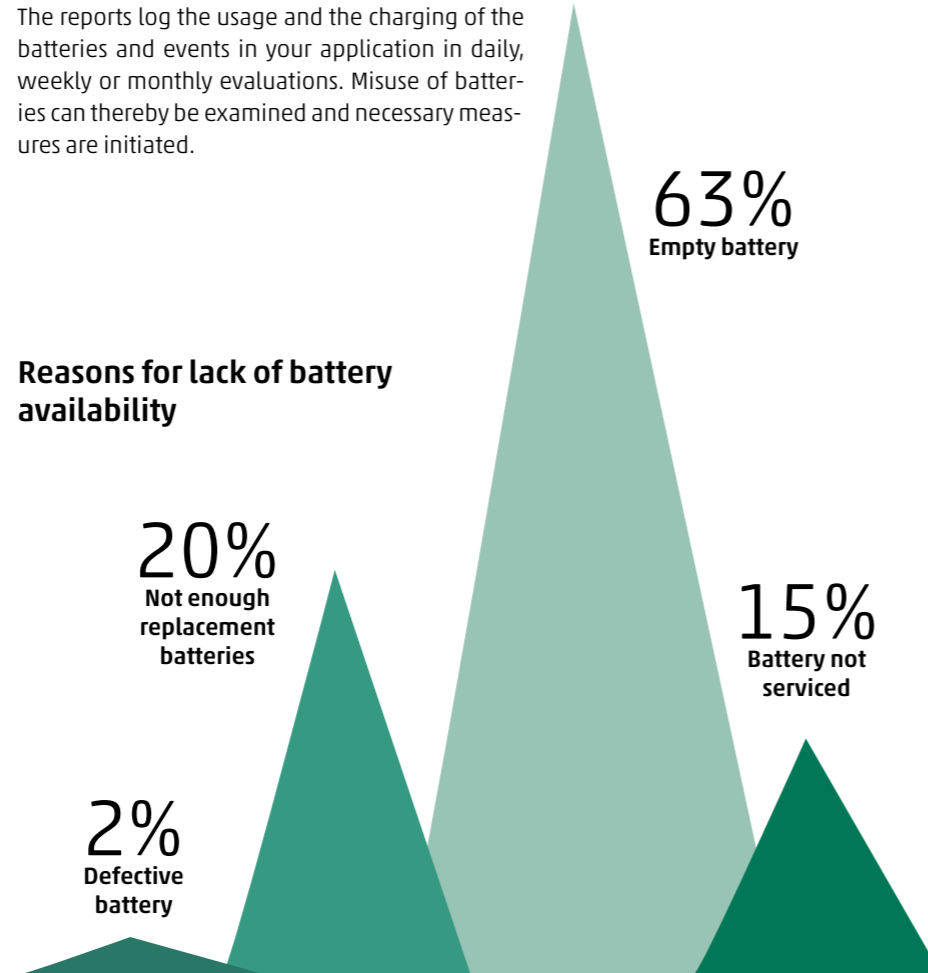 The reports log the usage and the charging of the
batteries and events in your application in daily,
weekly or monthly evaluations. Misuse of batter-
ies can thereby be examined and necessary meas-
ures are initiated.
63%
Empty battery
Reasons for lack of battery
availability
20%
Not enough
replacement
batteries
15%
Battery not
serviced
2%
Defective
battery